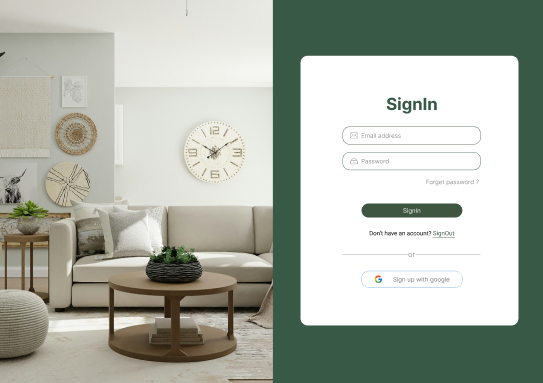 SignIn
Email address
Password
Forget password ?
SignIn
Don't have an account? SignOut
or
Sign up with google